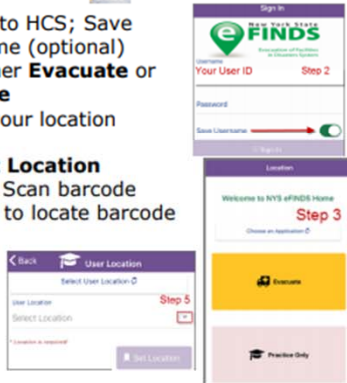 to HCS; Save
me (optional)
her Evacuate or
e
our location
Location
Scan barcode
to locate barcode
Sign In
New York State
eFINDS
Evacuation of Facilities
in Disasters System
Username
Your User ID
Step 2
Password
Save Username
Sign In
Location
Welcome to NYS eFINDS Home
Step 3
Choose an Application
Evacuate
Practice Only
Back
User Location
Select User Location
User Location
Step 5
Select Location
* Location is required!
Set Location